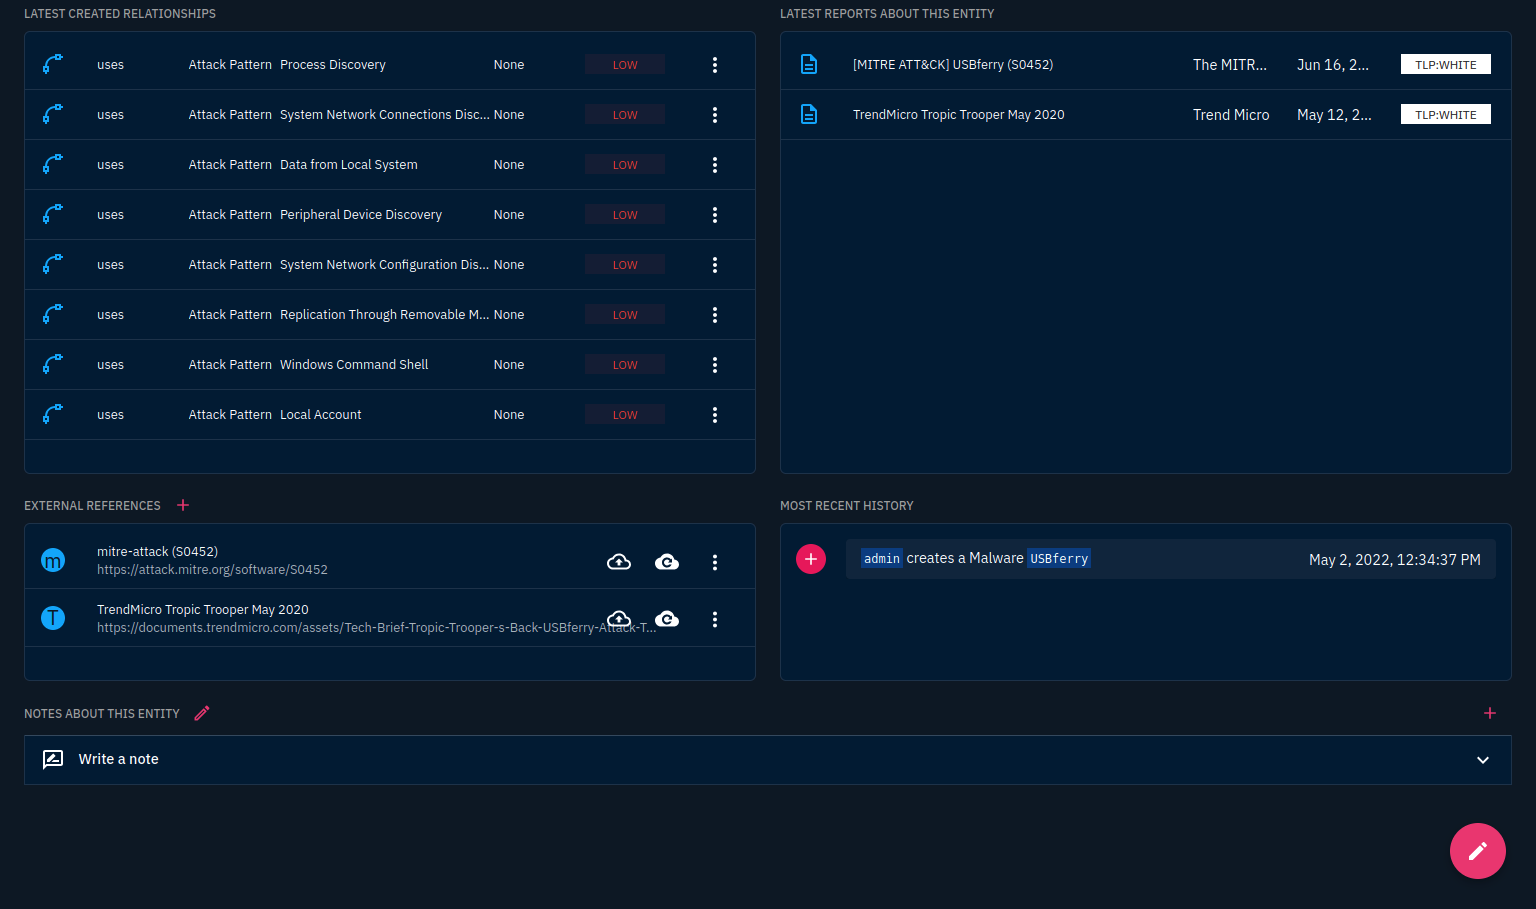 LATEST CREATED RELATIONSHIPS
uses Attack Pattern Process Discovery None LOW
uses Attack Pattern System Network Connections Disc... None LOW
uses Attack Pattern Data from Local System None LOW
uses Attack Pattern Peripheral Device Discovery None LOW
uses Attack Pattern System Network Configuration Dis... None LOW
uses Attack Pattern Replication Through Removable M... None LOW
uses Attack Pattern Windows Command Shell None LOW
uses Attack Pattern Local Account None LOW
LATEST REPORTS ABOUT THIS ENTITY
[MITRE ATT&CK] USBferry (S0452) The MITR... Jun 16, 2... TLP:WHITE
TrendMicro Tropic Trooper May 2020 Trend Micro May 12, 2... TLP:WHITE
EXTERNAL REFERENCES
m mitre-attack (S0452)
https://attack.mitre.org/software/S0452
T TrendMicro Tropic Trooper May 2020
https://documents.trendmicro.com/assets/Tech-Brief-Tropic-Trooper-s-Back-USBferry-Attack-T...
MOST RECENT HISTORY
admin creates a Malware USBferry May 2, 2022, 12:34:37 PM
NOTES ABOUT THIS ENTITY
Write a note